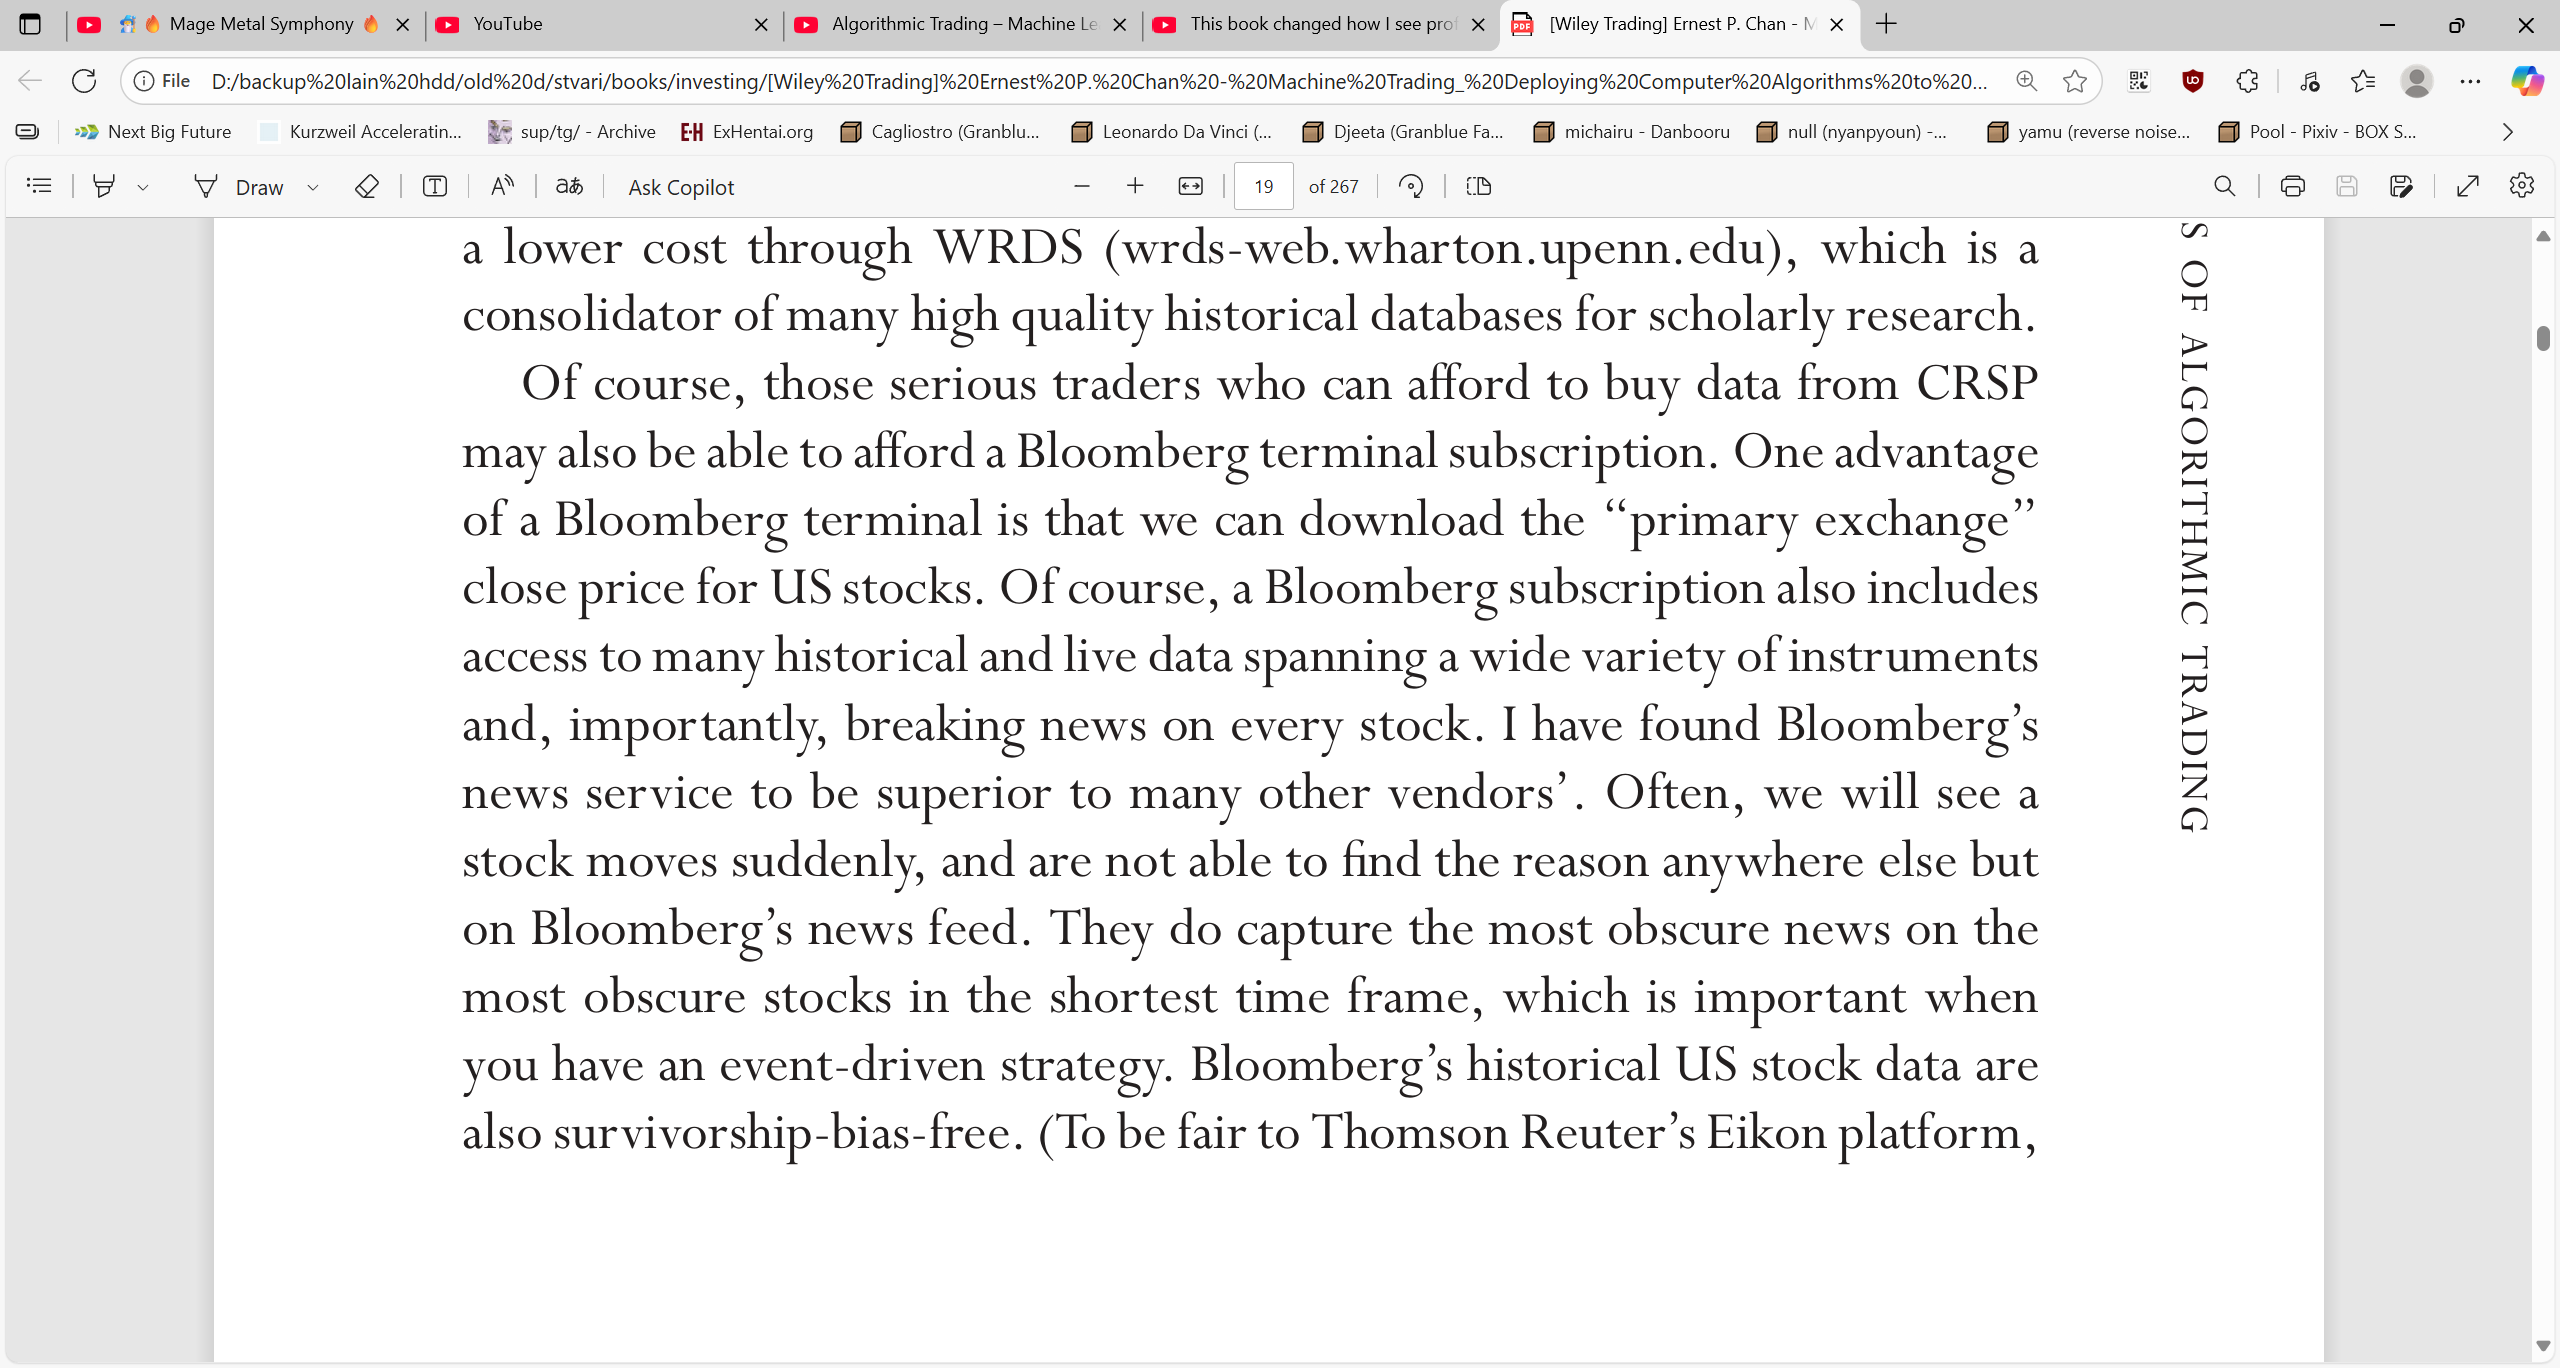 Mage Metal Symphony
YouTube
Algorithmic Trading – Machine Le
This book changed how I see pro
[Wiley Trading] Ernest P. Chan - M
File
D:/backup%20lain%20hdd/old%20d/stvari/books/investing/[Wiley%20Trading]%20Ernest%20P.%20Chan%20-%20Machine%20Trading_%20Deploying%20Computer%20Algorithms%20to%20...
Next Big Future
Kurzweil Acceleratin...
sup/tg/ - Archive
E-H ExHentai.org
Cagliostro (Granblu...
Leonardo Da Vinci (...
Djeeta (Granblue Fa...
michairu - Danbooru
null (nyanpyoun) -...
yamu (reverse noise...
Pool - Pixiv - BOX S...
Draw
Ask Copilot
19 of 267
a lower cost through WRDS (wrds-web.wharton.upenn.edu), which is a
consolidator of many high quality historical databases for scholarly research.
Of course, those serious traders who can afford to buy data from CRSP
may also be able to afford a Bloomberg terminal subscription. One advantage
of a Bloomberg terminal is that we can download the “primary exchange”
close price for US stocks. Of course, a Bloomberg subscription also includes
access to many historical and live data spanning a wide variety of instruments
and, importantly, breaking news on every stock. I have found Bloomberg’s
news service to be superior to many other vendors’. Often, we will see a
stock moves suddenly, and are not able to find the reason anywhere else but
on Bloomberg’s news feed. They do capture the most obscure news on the
most obscure stocks in the shortest time frame, which is important when
you have an event-driven strategy. Bloomberg’s historical US stock data are
also survivorship-bias-free. (To be fair to Thomson Reuter’s Eikon platform,
S OF ALGORITHMIC TRADING